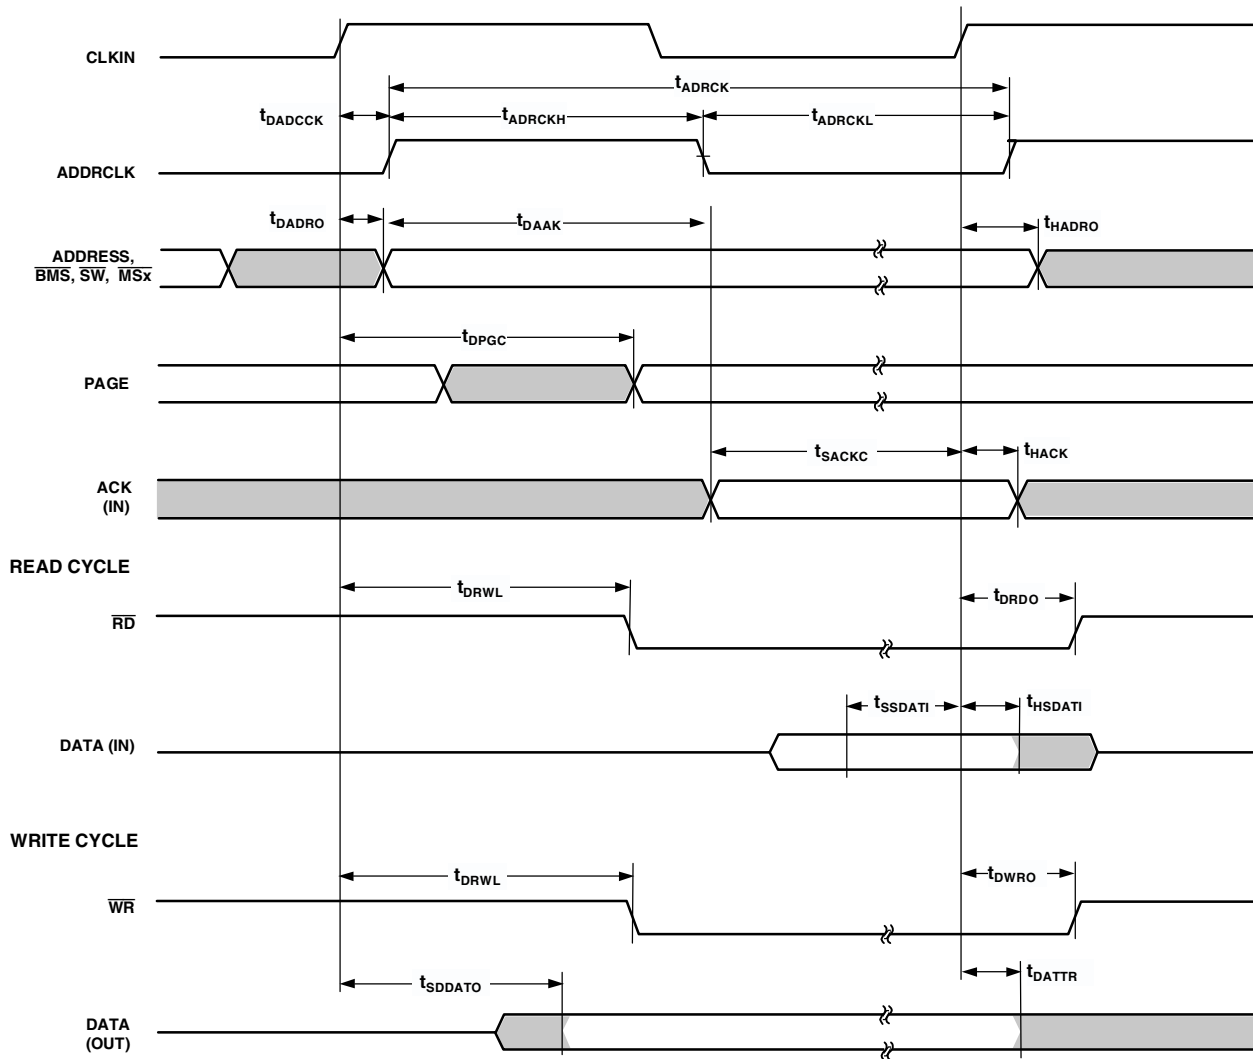 CLKIN
tADRCK
tDADCCK
tADRCKH
tADRCKL
ADDRCLK
tDADRO
tDAAK
tHADRO
ADDRESS,
BMS, SW, MSx
tDPGC
PAGE
tSACKC
tHACK
ACK
(IN)
READ CYCLE
tDRWL
tDRDO
RD
tSSDATI
tHSDATI
DATA (IN)
WRITE CYCLE
tDRWL
tDWRO
WR
tSDDATO
tDATTR
DATA
(OUT)